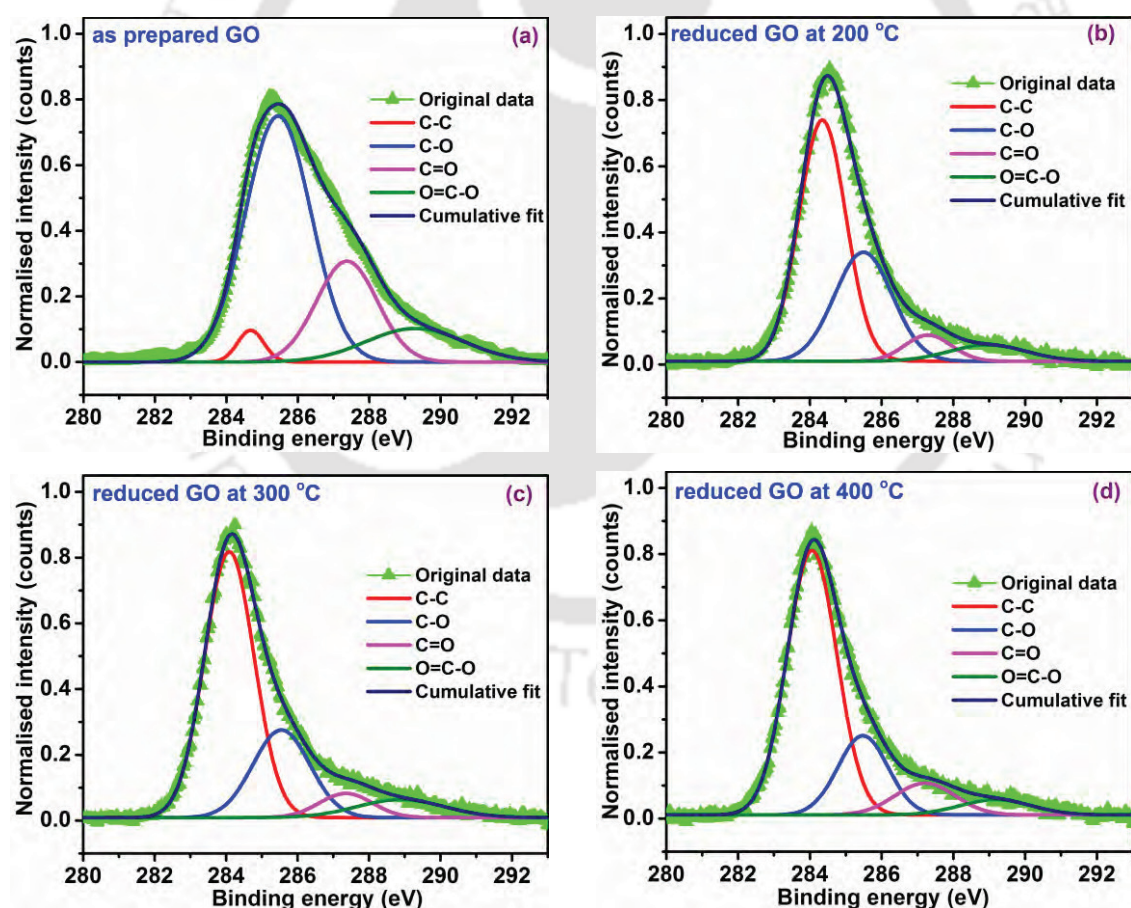 as prepared GO (a)
Normalised intensity (counts)
1.0
0.8
0.6
0.4
0.2
0.0
Original data
C-C
C-O
C=O
O=C-O
Cumulative fit
280 282 284 286 288 290 292
Binding energy (eV)
reduced GO at 200 °C (b)
Normalised intensity (counts)
1.0
0.8
0.6
0.4
0.2
0.0
Original data
C-C
C-O
C=O
O=C-O
Cumulative fit
280 282 284 286 288 290 292
Binding energy (eV)
reduced GO at 300 °C (c)
Normalised intensity (counts)
1.0
0.8
0.6
0.4
0.2
0.0
Original data
C-C
C-O
C=O
O=C-O
Cumulative fit
280 282 284 286 288 290 292
Binding energy (eV)
reduced GO at 400 °C (d)
Normalised intensity (counts)
1.0
0.8
0.6
0.4
0.2
0.0
Original data
C-C
C-O
C=O
O=C-O
Cumulative fit
280 282 284 286 288 290 292
Binding energy (eV)